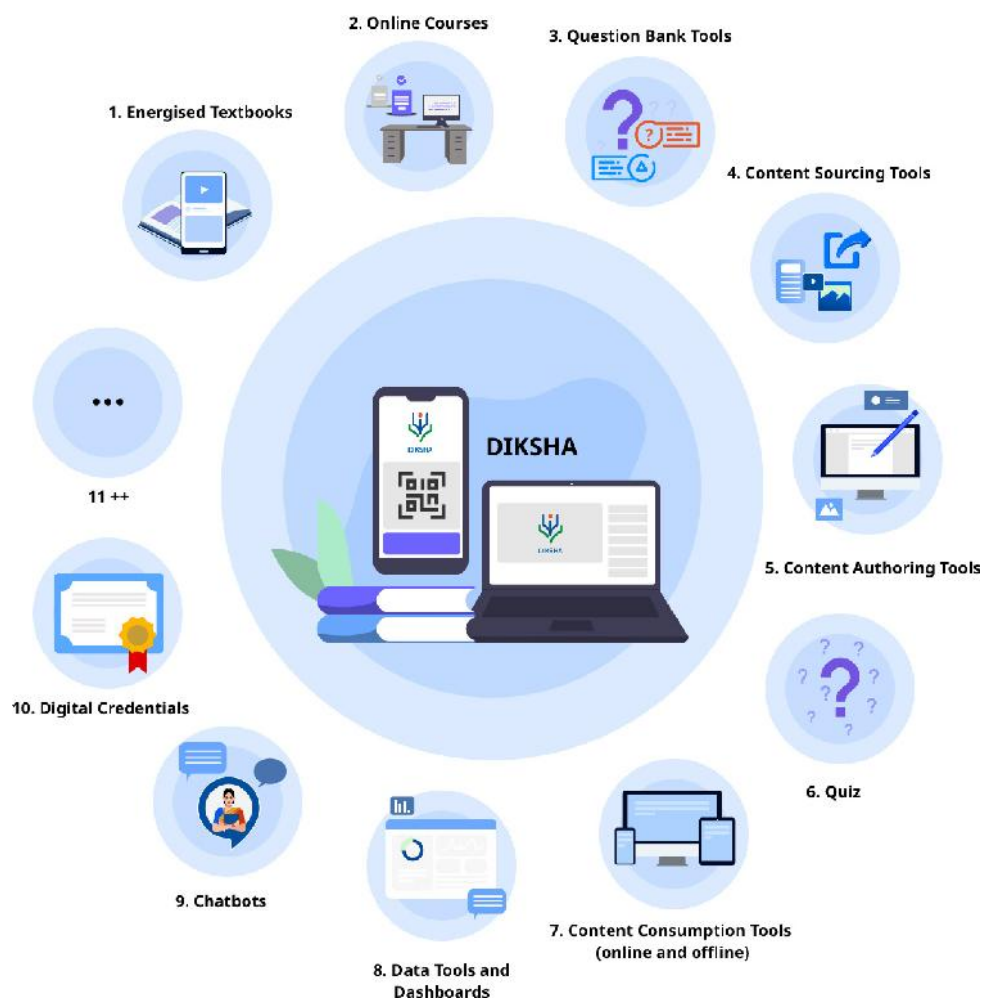 2. Online Courses
3. Question Bank Tools
1. Energised Textbooks
4. Content Sourcing Tools
DIKSHA
DIKSHA
DIKSHA
11 ++
5. Content Authoring Tools
10. Digital Credentials
6. Quiz
9. Chatbots
7. Content Consumption Tools
(online and offline)
8. Data Tools and
Dashboards